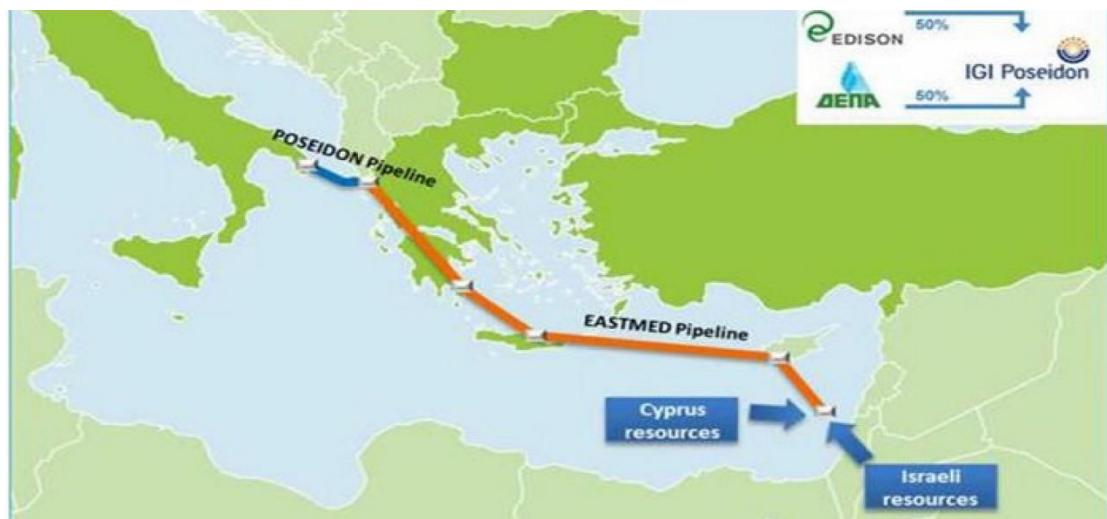 EDISON
50%
IGI Poseidon
ΔΕΠΑ
50%
POSEIDON Pipeline
EASTMED Pipeline
Cyprus
resources
Israeli
resources